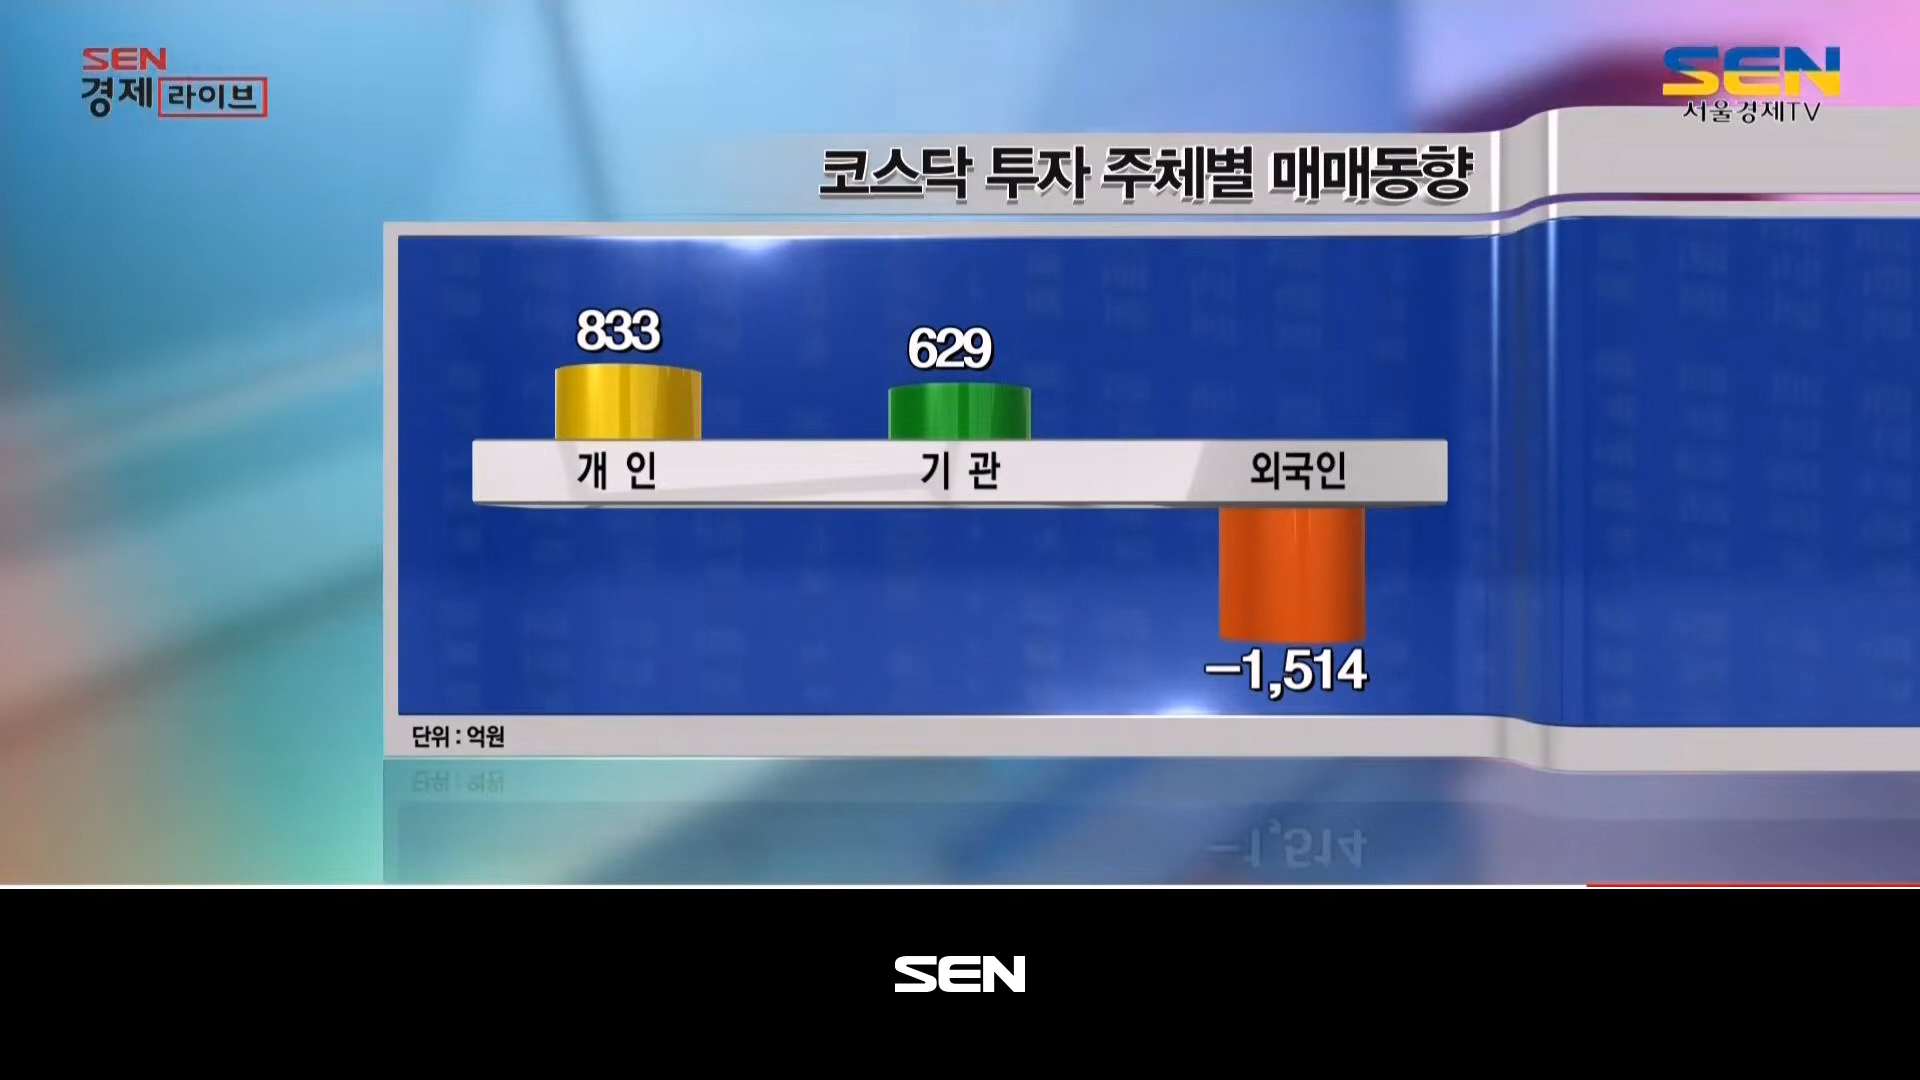 SEN
경제 라이브
SEN
서울경제TV
코스닥 투자 주체별 매매동향
833
629
개 인
기 관
외국인
–1,514
단위 : 억원
SEN